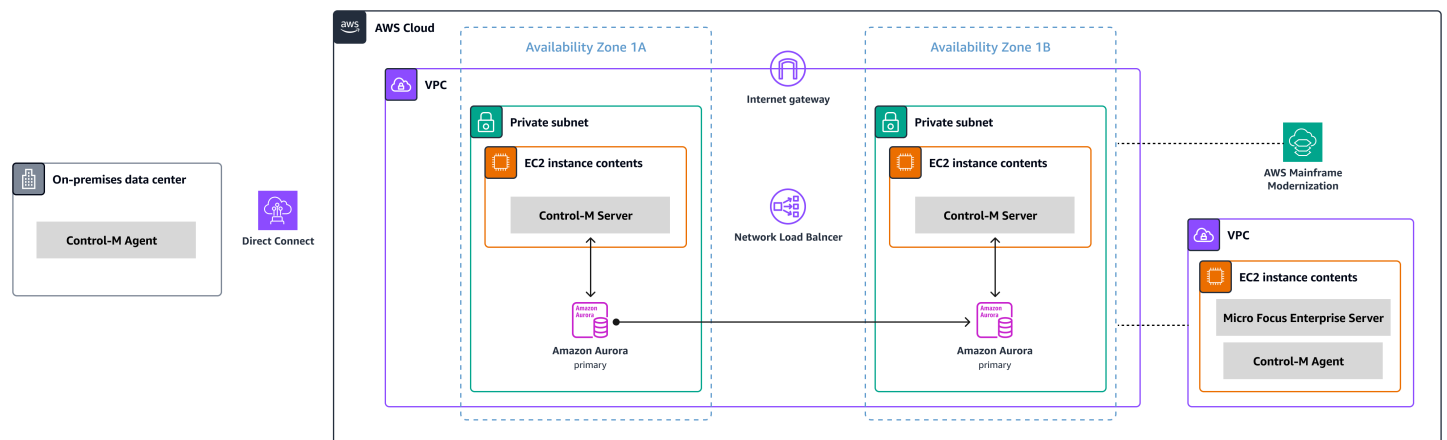 aws
AWS Cloud
Availability Zone 1A
Availability Zone 1B
VPC
Internet gateway
Private subnet
Private subnet
EC2 instance contents
EC2 instance contents
Control-M Server
Control-M Server
Network Load Balncer
Amazon
Aurora
Amazon
Aurora
Amazon Aurora
primary
Amazon Aurora
primary
On-premises data center
Control-M Agent
Direct Connect
AWS Mainframe
Modernization
VPC
EC2 instance contents
Micro Focus Enterprise Server
Control-M Agent